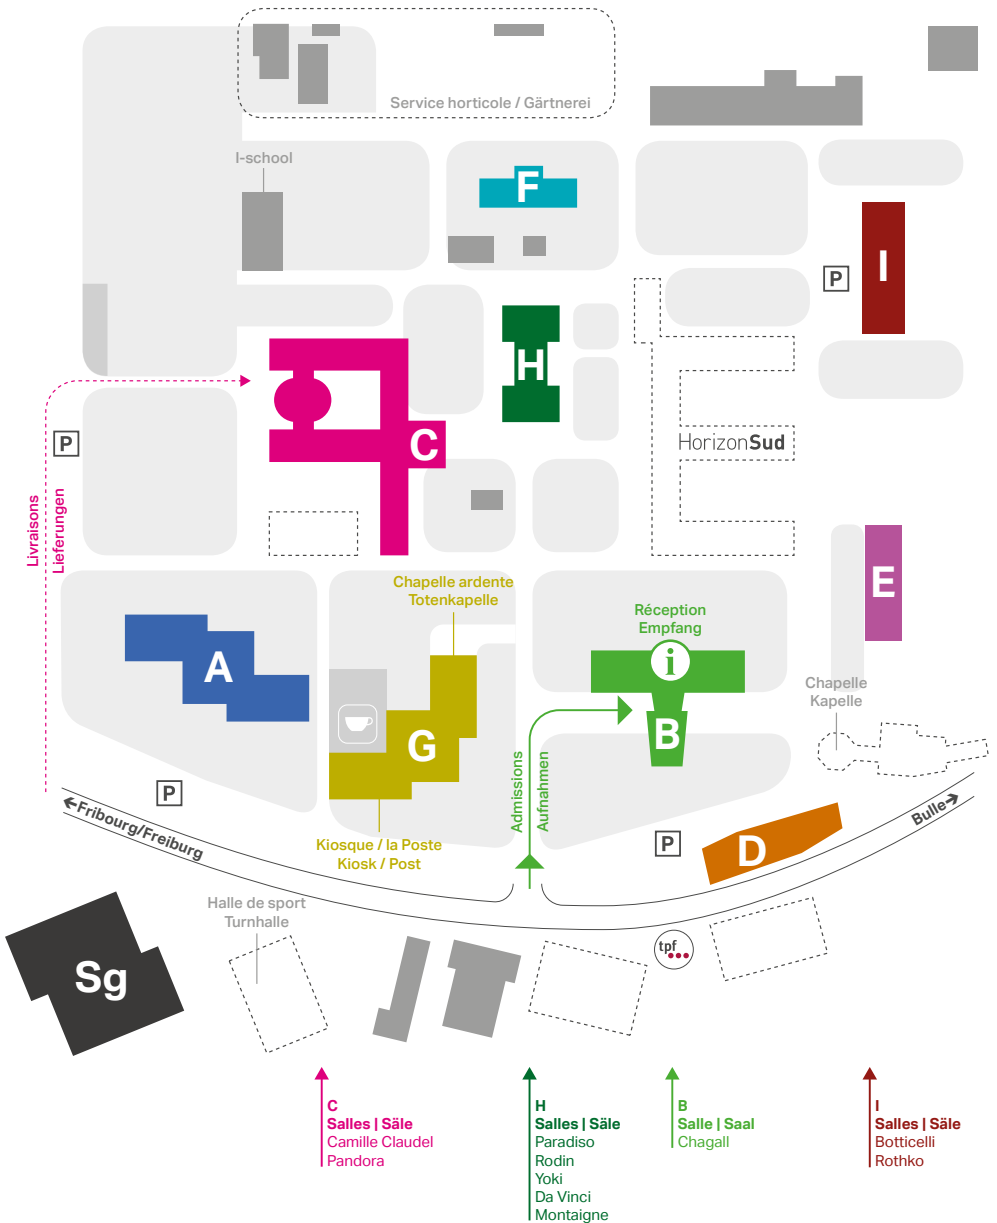 Service horticole / Gärtnerei
I-school
F
I
P
H
C
P
HorizonSud
Livraisons
Lieferungen
E
Chapelle ardente
Totenkapelle
Réception
Empfang
i
A
B
G
Chapelle
Kapelle
Admissions
Aufnahmen
P
Fribourg/Freiburg
Bulle
Kiosque / la Poste
Kiosk / Post
P
D
Halle de sport
Turnhalle
tpf
Sg
C
Salles | Säle
Camille Claudel
Pandora
H
Salles | Säle
Paradiso
Rodin
Yoki
Da Vinci
Montaigne
B
Salle | Saal
Chagall
I
Salles | Säle
Botticelli
Rothko